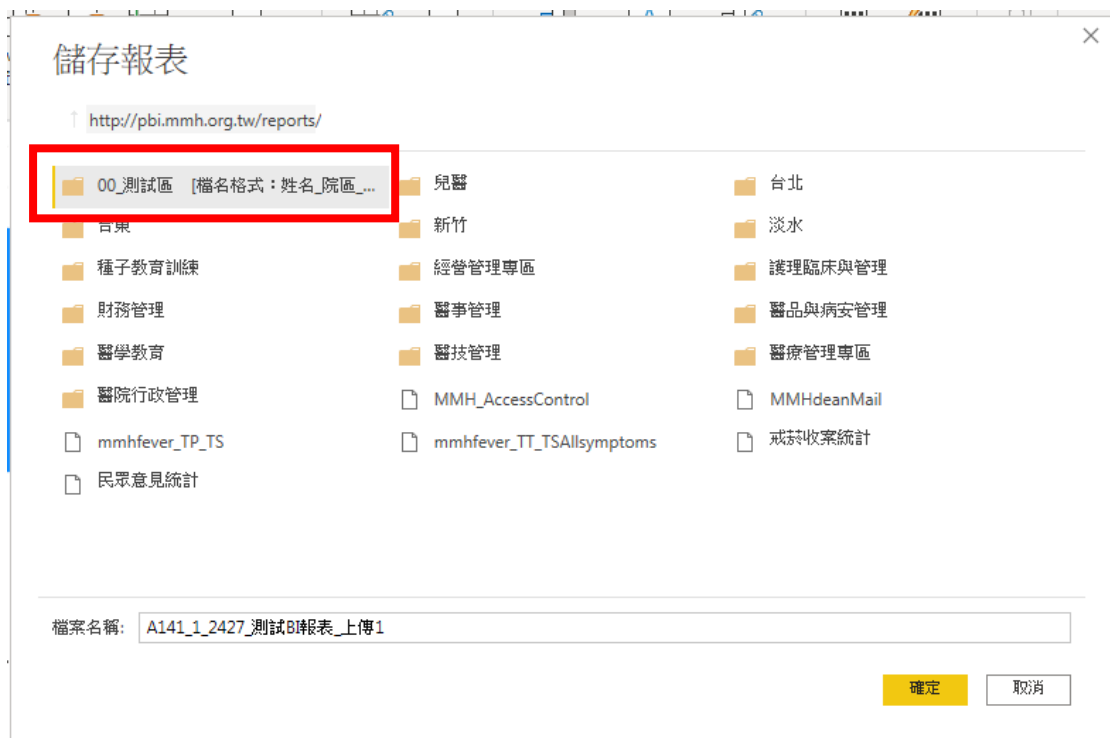 儲存報表
http://pbi.mmh.org.tw/reports/
00_測試區 [檔名格式：姓名_院區_... 兒醫 台北
台東 新竹 淡水
種子教育訓練 經營管理專區 護理臨床與管理
財務管理 醫事管理 醫品與病安管理
醫學教育 醫技管理 醫療管理專區
醫院行政管理 MMH_AccessControl MMHdeanMail
mmhfever_TP_TS mmhfever_TT_TSAllsymptoms 戒菸收案統計
民眾意見統計
檔案名稱: A141_1_2427_測試BI報表_上傳1
確定 取消